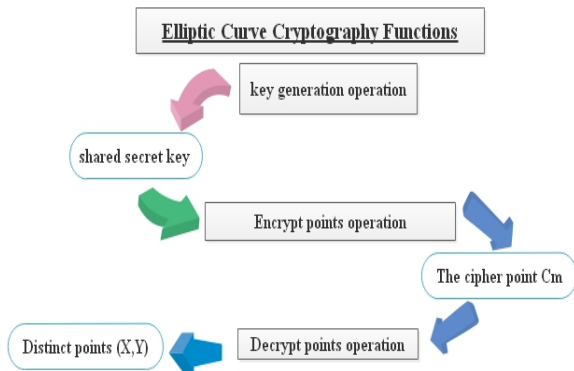 Elliptic Curve Cryptography Functions
key generation operation
shared secret key
Encrypt points operation
The cipher point Cm
Decrypt points operation
Distinct points (X,Y)